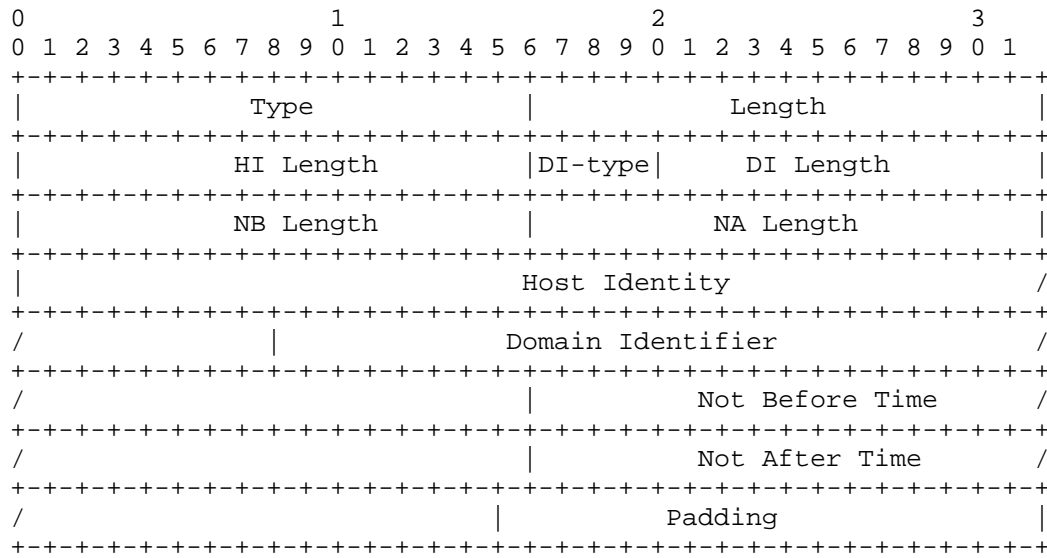 0                   1                   2                   3
0 1 2 3 4 5 6 7 8 9 0 1 2 3 4 5 6 7 8 9 0 1 2 3 4 5 6 7 8 9 0 1
+-+-+-+-+-+-+-+-+-+-+-+-+-+-+-+-+-+-+-+-+-+-+-+-+-+-+-+-+-+-+-+-+
|              Type             |            Length             |
+-+-+-+-+-+-+-+-+-+-+-+-+-+-+-+-+-+-+-+-+-+-+-+-+-+-+-+-+-+-+-+-+
|             HI Length         |DI-type|     DI Length         |
+-+-+-+-+-+-+-+-+-+-+-+-+-+-+-+-+-+-+-+-+-+-+-+-+-+-+-+-+-+-+-+-+
|             NB Length         |           NA Length           |
+-+-+-+-+-+-+-+-+-+-+-+-+-+-+-+-+-+-+-+-+-+-+-+-+-+-+-+-+-+-+-+-+
|                               Host Identity                   /
+-+-+-+-+-+-+-+-+-+-+-+-+-+-+-+-+-+-+-+-+-+-+-+-+-+-+-+-+-+-+-+-+
/               |              Domain Identifier                /
+-+-+-+-+-+-+-+-+-+-+-+-+-+-+-+-+-+-+-+-+-+-+-+-+-+-+-+-+-+-+-+-+
/                               |          Not Before Time      /
+-+-+-+-+-+-+-+-+-+-+-+-+-+-+-+-+-+-+-+-+-+-+-+-+-+-+-+-+-+-+-+-+
/                               |          Not After Time       /
+-+-+-+-+-+-+-+-+-+-+-+-+-+-+-+-+-+-+-+-+-+-+-+-+-+-+-+-+-+-+-+-+
/                             |          Padding                |
+-+-+-+-+-+-+-+-+-+-+-+-+-+-+-+-+-+-+-+-+-+-+-+-+-+-+-+-+-+-+-+-+